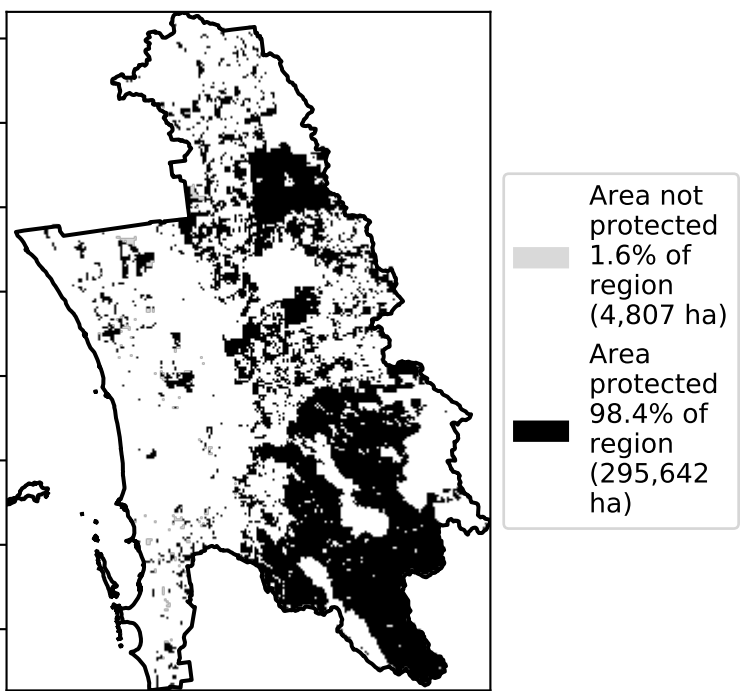 Area not
protected
1.6% of
region
(4,807 ha)
Area
protected
98.4% of
region
(295,642
ha)